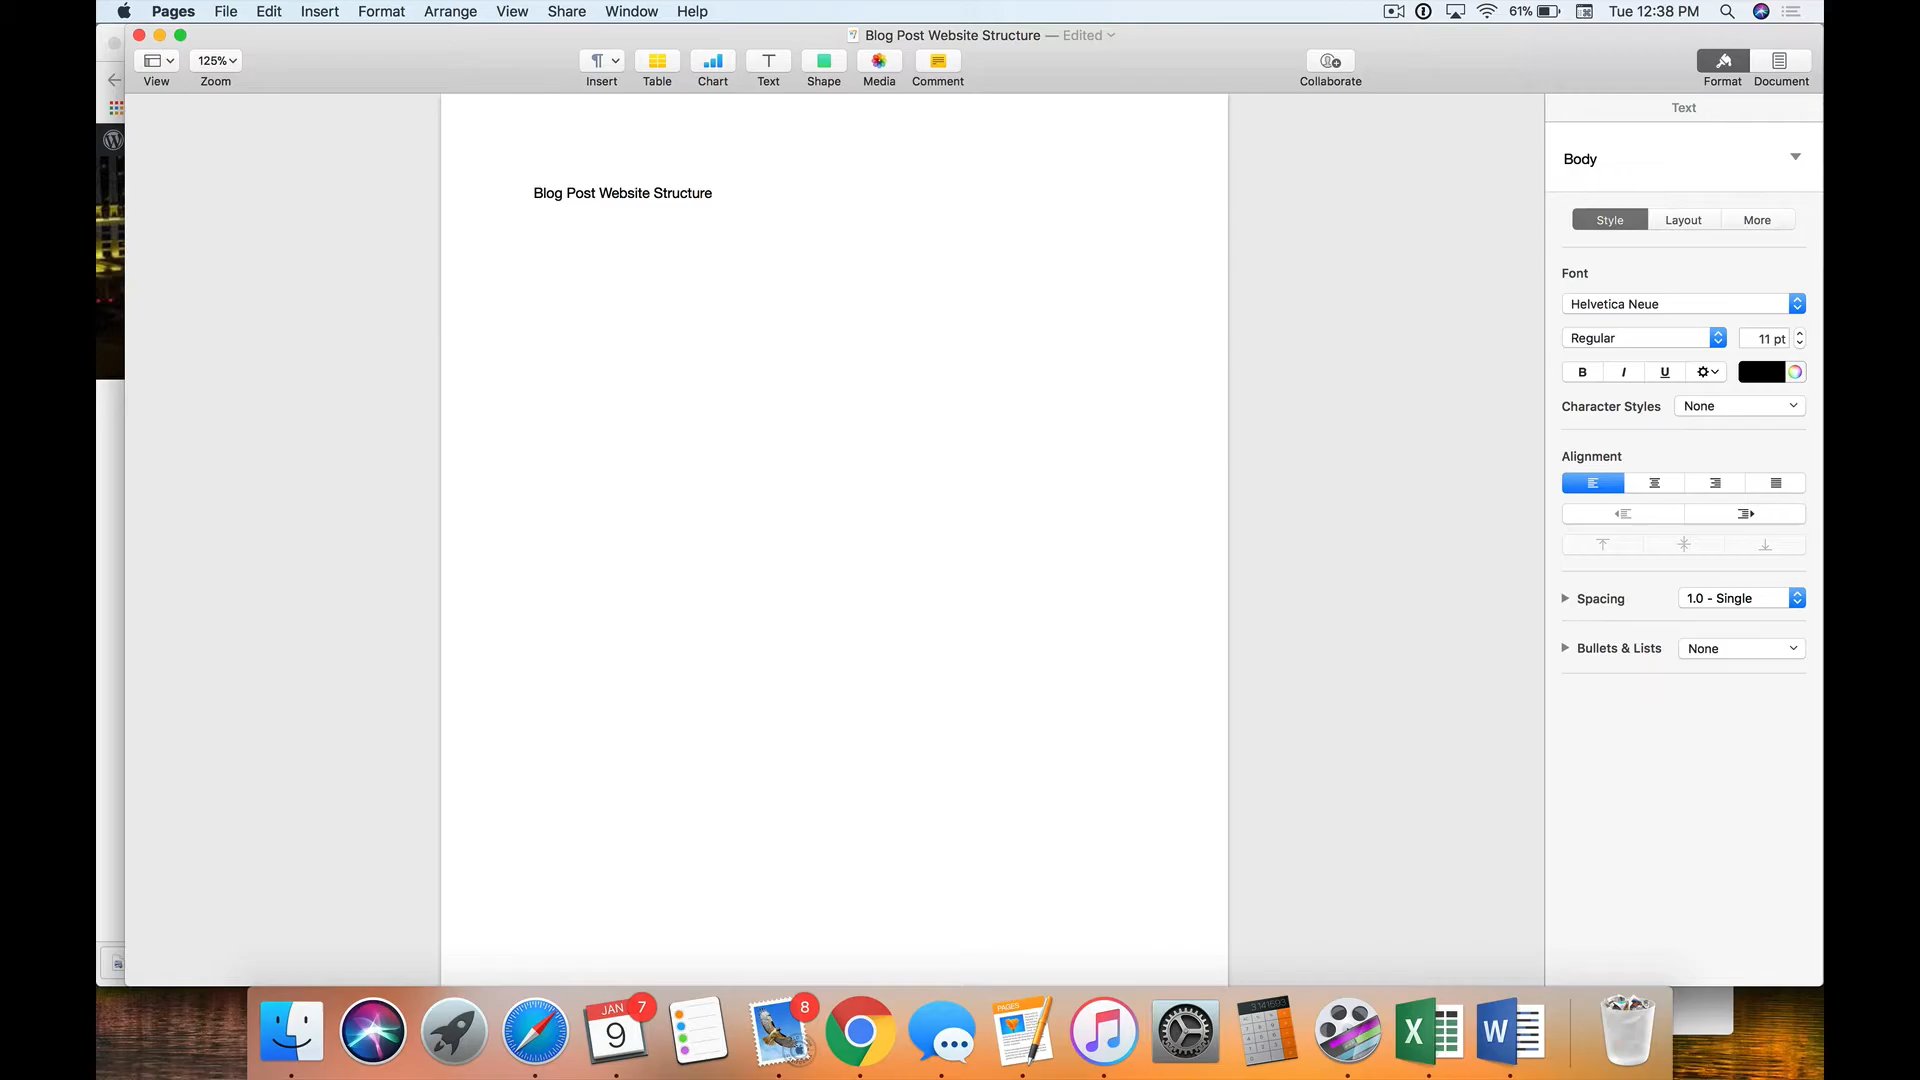 Pages File Edit Insert Format Arrange View Share Window Help 61% Tue 12:38 PM
Blog Post Website Structure — Edited
125%
View Zoom Insert Table Chart Text Shape Media Comment Collaborate Format Document
Text
Body
Blog Post Website Structure
Style Layout More
Font
Helvetica Neue
Regular 11 pt
B I U
Character Styles None
Alignment
Spacing 1.0 - Single
Bullets & Lists None
JAN 7
9
8
PAGES
3.141593
X
W